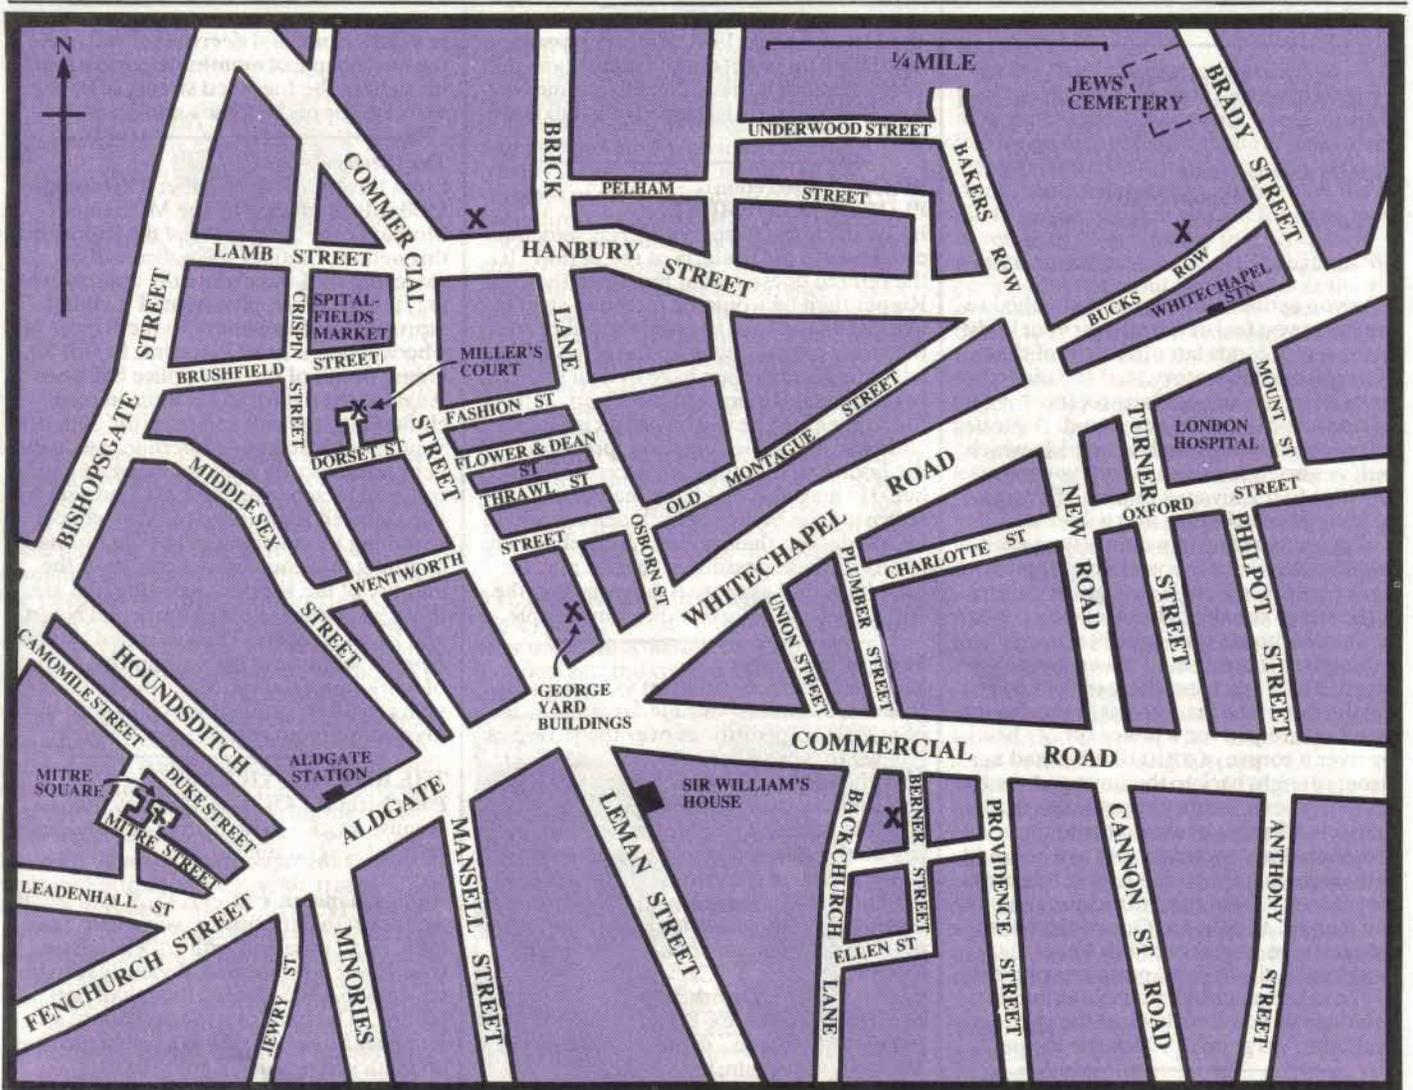 N
¼ MILE
JEWS'
CEMETERY
BRADY STREET
UNDERWOOD STREET
BRICK
LANE
COMMERCIAL
STREET
PELHAM STREET
BAKERS ROW
X
X
LAMB STREET
HANBURY STREET
BUCKS ROW
WHITECHAPEL
STN
BISHOPSGATE STREET
CRISPIN STREET
SPITAL-
FIELDS
MARKET
BRUSHFIELD STREET
MILLER'S
COURT
X
DORSET ST
FASHION ST
FLOWER & DEAN
ST
THRAWL ST
OLD MONTAGUE STREET
WHITECHAPEL ROAD
TURNER
STREET
LONDON
HOSPITAL
MOUNT ST
MIDDLESEX
STREET
WENTWORTH STREET
OSBORN ST
NEW ROAD
OXFORD STREET
PHILPOT STREET
CHARLOTTE ST
PLUMBER STREET
UNION STREET
X
GEORGE
YARD
BUILDINGS
CAMOMILE STREET
HOUNDSDITCH
COMMERCIAL ROAD
MITRE
SQUARE
X
DUKE STREET
MITRE STREET
ALDGATE
STATION
ALDGATE
SIR WILLIAM'S
HOUSE
LEMAN STREET
BACK CHURCH LANE
X
BERNER STREET
PROVIDENCE STREET
CANNON ST ROAD
ANTHONY STREET
ELLEN ST
MANSELL STREET
LEADENHALL ST
FENCHURCH STREET
JEWRY ST
MINORIES